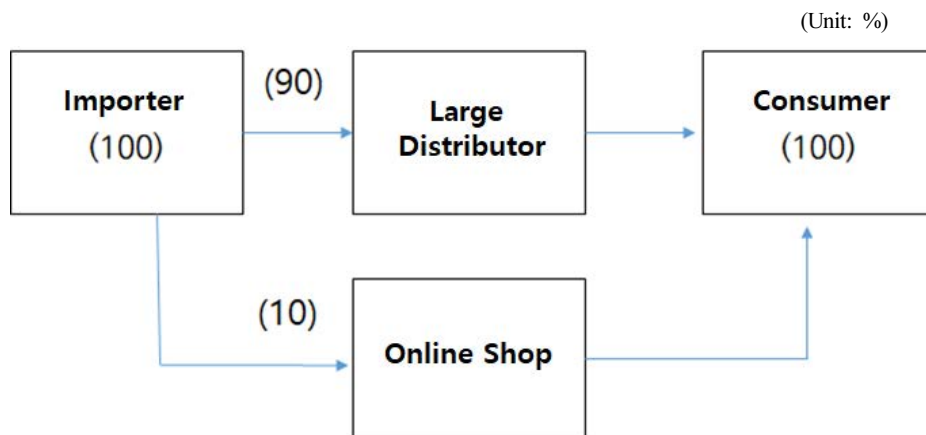 (Unit: %)
Importer
(100)
(90)
Large
Distributor
Consumer
(100)
(10)
Online Shop